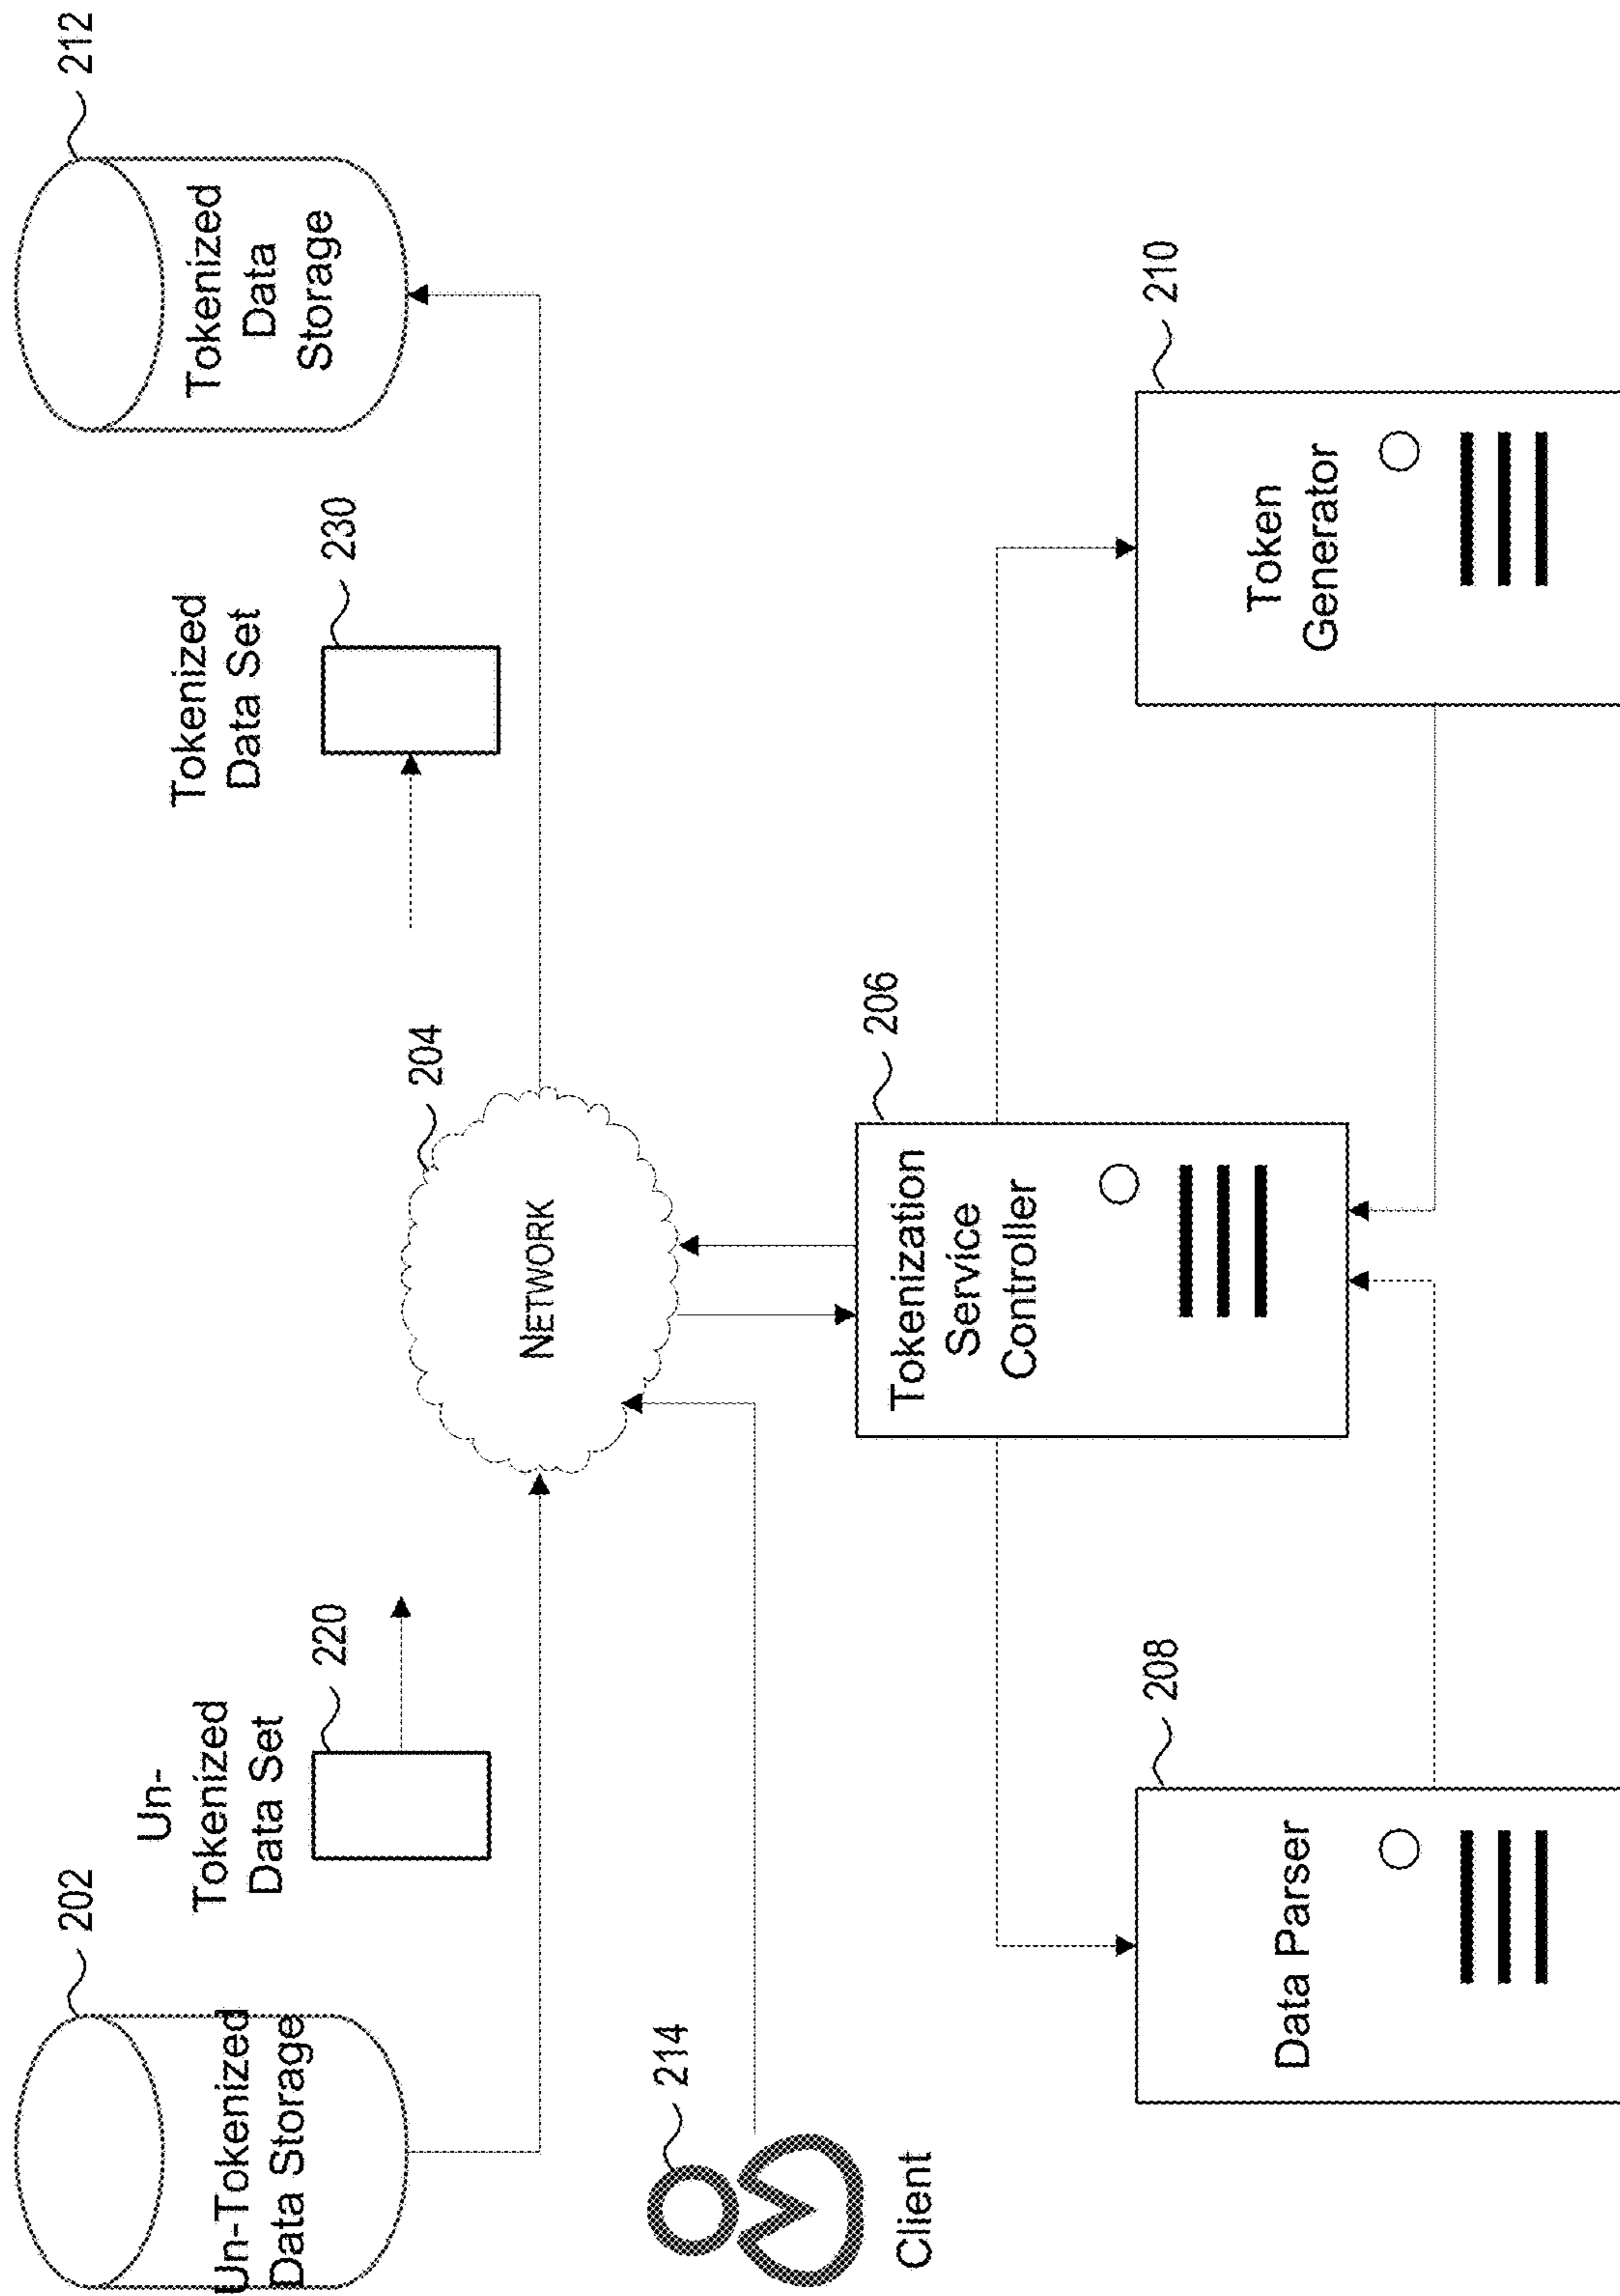 202
Un-Tokenized
Data Storage
Un-
Tokenized
Data Set
220
204
NETWORK
Tokenized
Data Set
230
212
Tokenized
Data
Storage
214
Client
206
Tokenization
Service
Controller
208
Data Parser
210
Token
Generator